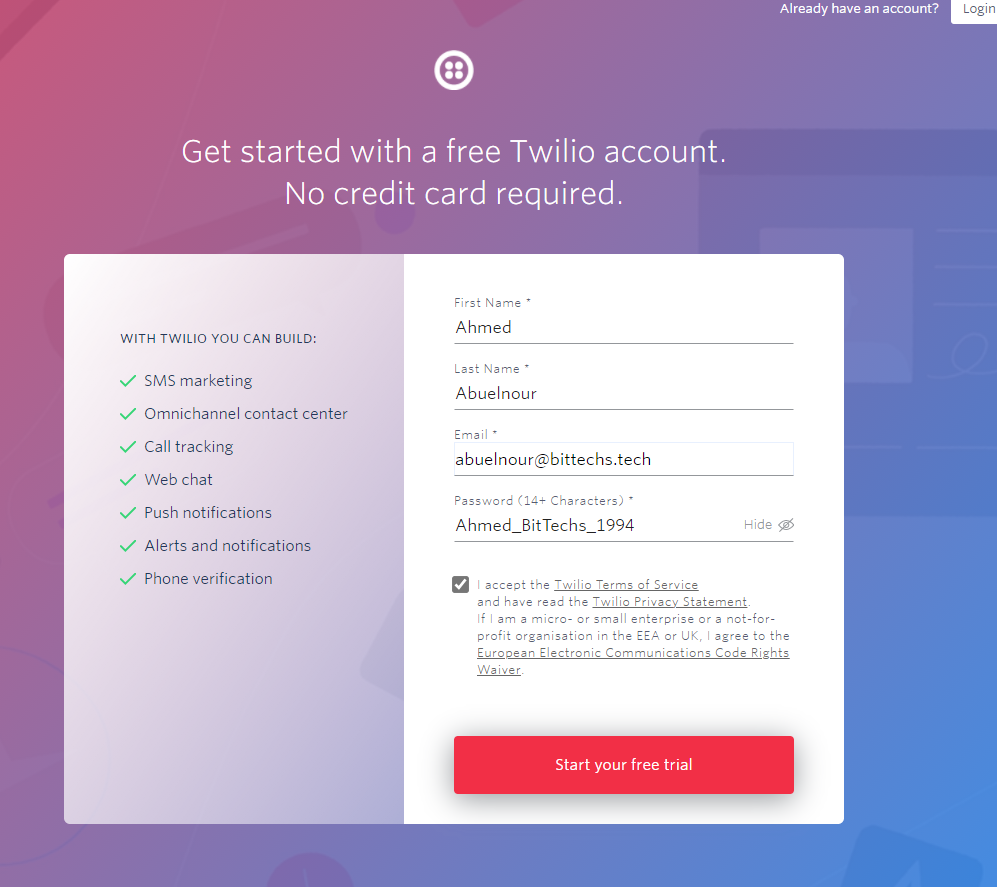 Already have an account?
Login
Get started with a free Twilio account.
No credit card required.
WITH TWILIO YOU CAN BUILD:
SMS marketing
Omnichannel contact center
Call tracking
Web chat
Push notifications
Alerts and notifications
Phone verification
First Name *
Ahmed
Last Name *
Abuelnour
Email *
abuelnour@bittechs.tech
Password (14+ Characters) *
Ahmed_BitTechs_1994
Hide
I accept the Twilio Terms of Service
and have read the Twilio Privacy Statement.
If I am a micro- or small enterprise or a not-for-
profit organisation in the EEA or UK, I agree to the
European Electronic Communications Code Rights
Waiver.
Start your free trial